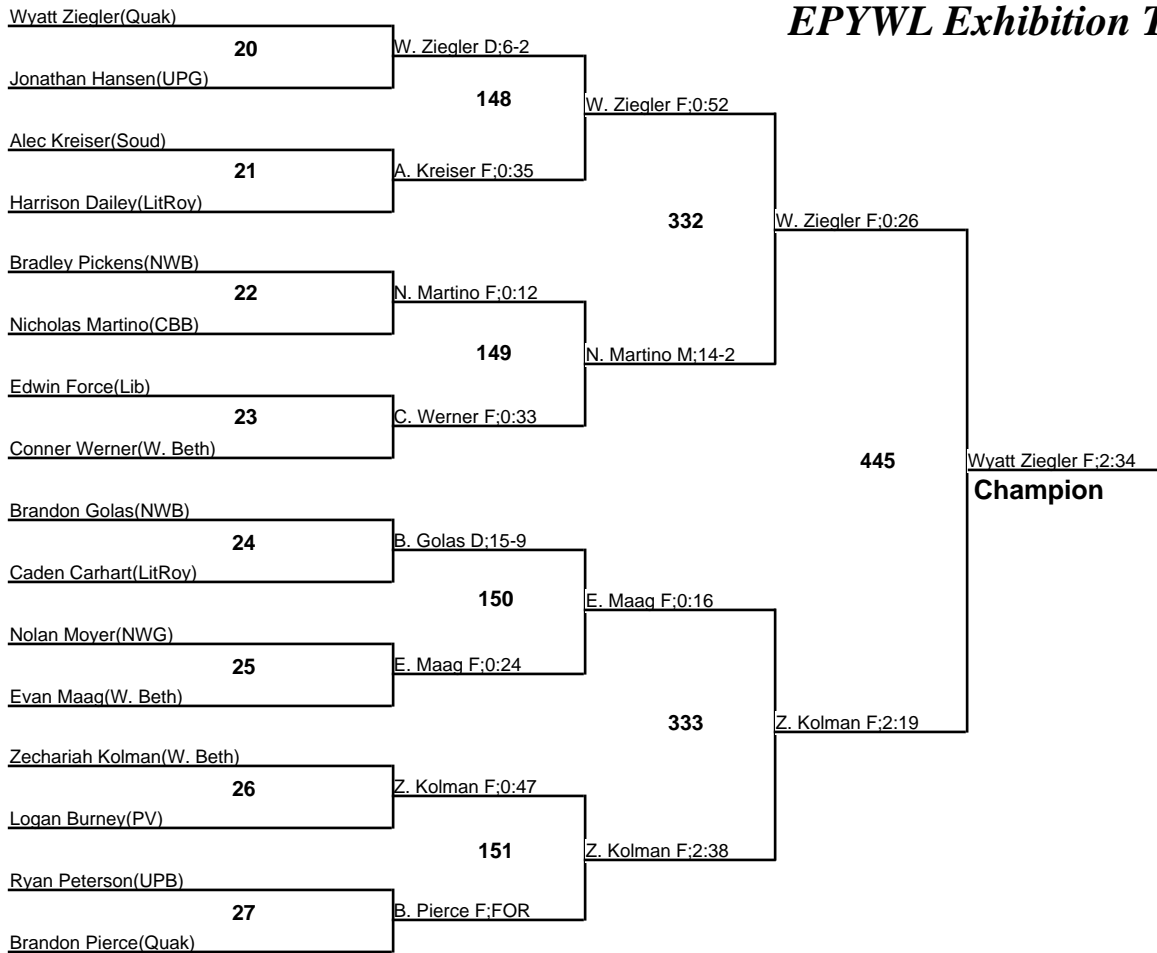 EPYWL Exhibition T
Wyatt Ziegler(Quak)
20
W. Ziegler D;6-2
Jonathan Hansen(UPG)
148
W. Ziegler F;0:52
Alec Kreiser(Soud)
21
A. Kreiser F;0:35
Harrison Dailey(LitRoy)
332
W. Ziegler F;0:26
Bradley Pickens(NWB)
22
N. Martino F;0:12
Nicholas Martino(CBB)
149
N. Martino M;14-2
Edwin Force(Lib)
23
C. Werner F;0:33
Conner Werner(W. Beth)
445
Wyatt Ziegler F;2:34
Champion
Brandon Golas(NWB)
24
B. Golas D;15-9
Caden Carhart(LitRoy)
150
E. Maag F;0:16
Nolan Moyer(NWG)
25
E. Maag F;0:24
Evan Maag(W. Beth)
333
Z. Kolman F;2:19
Zechariah Kolman(W. Beth)
26
Z. Kolman F;0:47
Logan Burney(PV)
151
Z. Kolman F;2:38
Ryan Peterson(UPB)
27
B. Pierce F;FOR
Brandon Pierce(Quak)